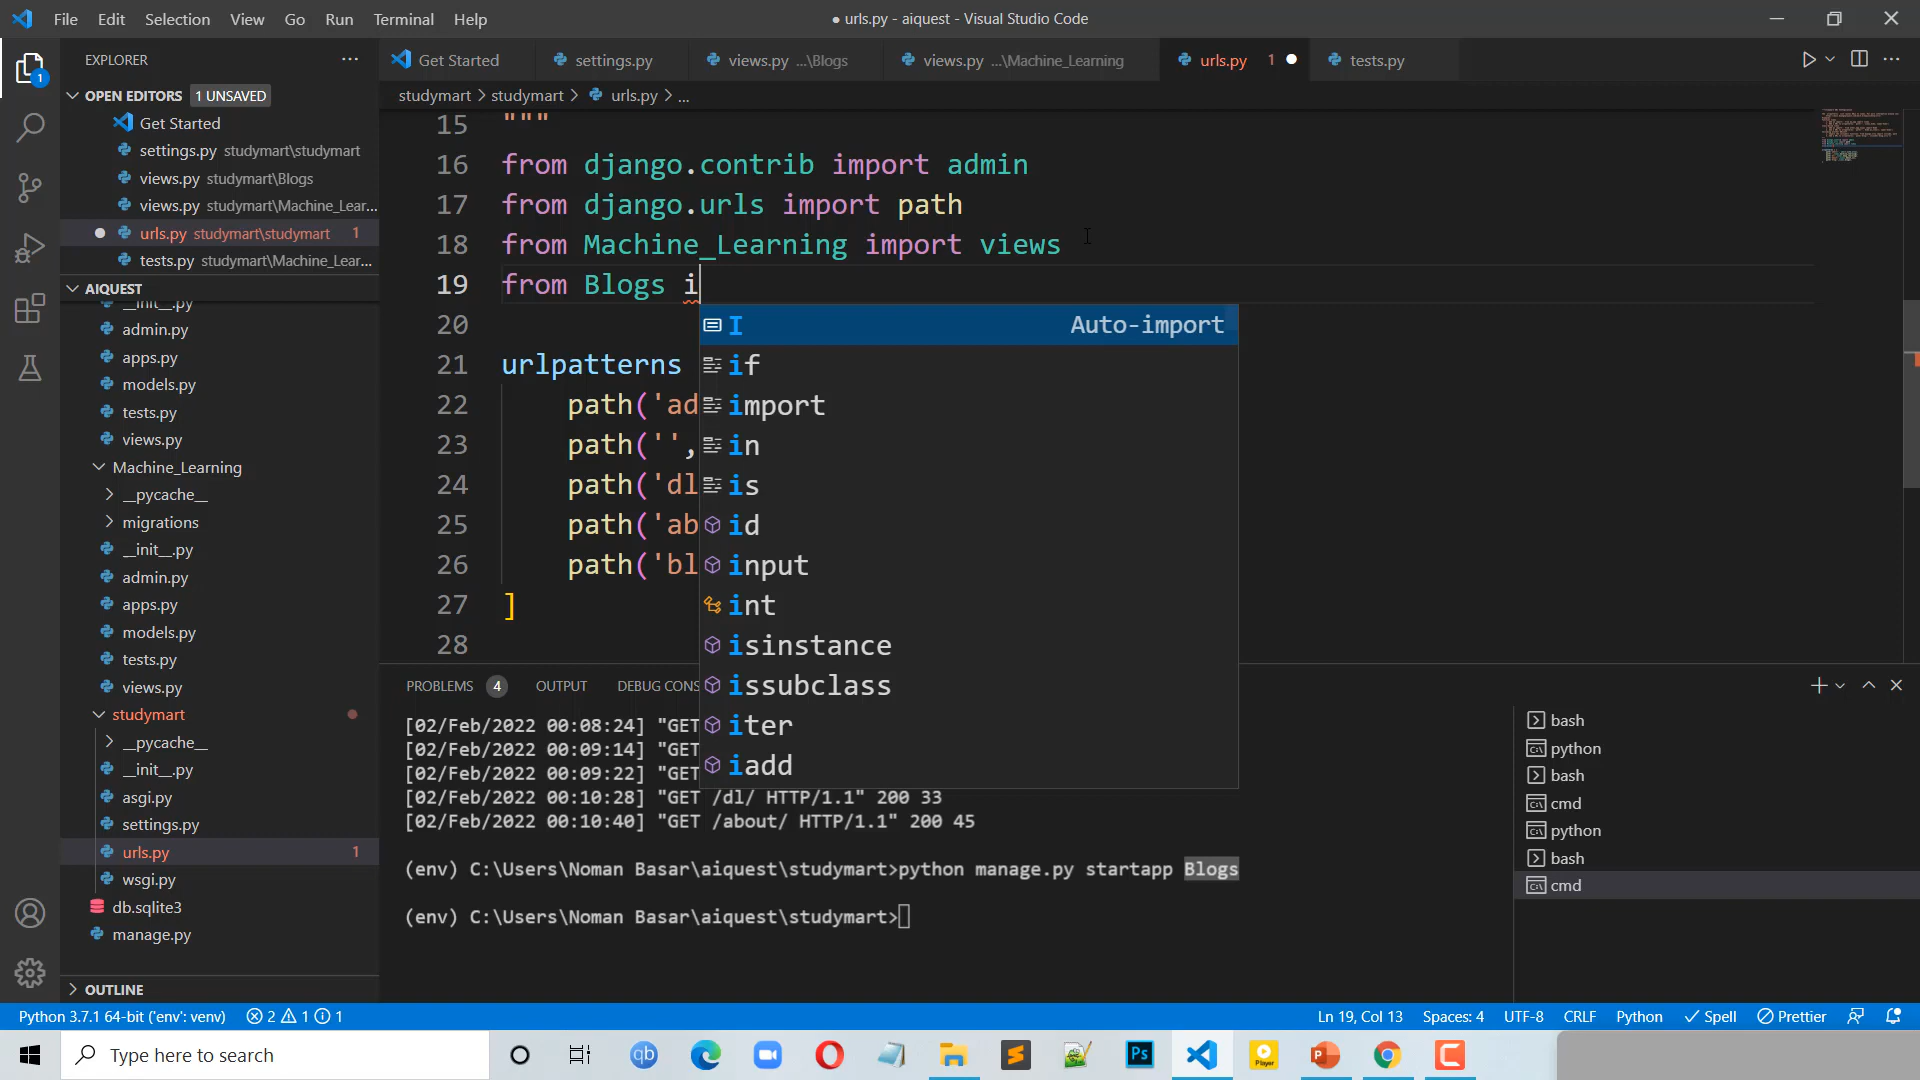 File Edit Selection View Go Run Terminal Help
● urls.py - aiquest - Visual Studio Code
EXPLORER
OPEN EDITORS 1 UNSAVED
Get Started
settings.py studymart\studymart
views.py studymart\Blogs
views.py studymart\Machine_Lear...
urls.py studymart\studymart 1
tests.py studymart\Machine_Lear...
AIQUEST
__init__.py
admin.py
apps.py
models.py
tests.py
views.py
Machine_Learning
__pycache__
migrations
__init__.py
admin.py
apps.py
models.py
tests.py
views.py
studymart
__pycache__
__init__.py
asgi.py
settings.py
urls.py 1
wsgi.py
db.sqlite3
manage.py
OUTLINE
Get Started settings.py views.py ...\Blogs views.py ...\Machine_Learning urls.py 1 tests.py
studymart > studymart > urls.py > ...
15 """
16 from django.contrib import admin
17 from django.urls import path
18 from Machine_Learning import views
19 from Blogs i
20
21 urlpatterns
22 path('ad
23 path('',
24 path('dl
25 path('ab
26 path('bl
27 ]
28
I Auto-import
if
import
in
is
id
input
int
isinstance
issubclass
iter
iadd
PROBLEMS 4 OUTPUT DEBUG CONS
[02/Feb/2022 00:08:24] "GET
[02/Feb/2022 00:09:14] "GET
[02/Feb/2022 00:09:22] "GET
[02/Feb/2022 00:10:28] "GET /dl/ HTTP/1.1" 200 33
[02/Feb/2022 00:10:40] "GET /about/ HTTP/1.1" 200 45
(env) C:\Users\Noman Basar\aiquest\studymart>python manage.py startapp Blogs
(env) C:\Users\Noman Basar\aiquest\studymart>
bash
python
bash
cmd
python
bash
cmd
1
Python 3.7.1 64-bit ('env': venv) 2 1 1 Ln 19, Col 13 Spaces: 4 UTF-8 CRLF Python Spell Prettier
Type here to search
qb
Ps
Player